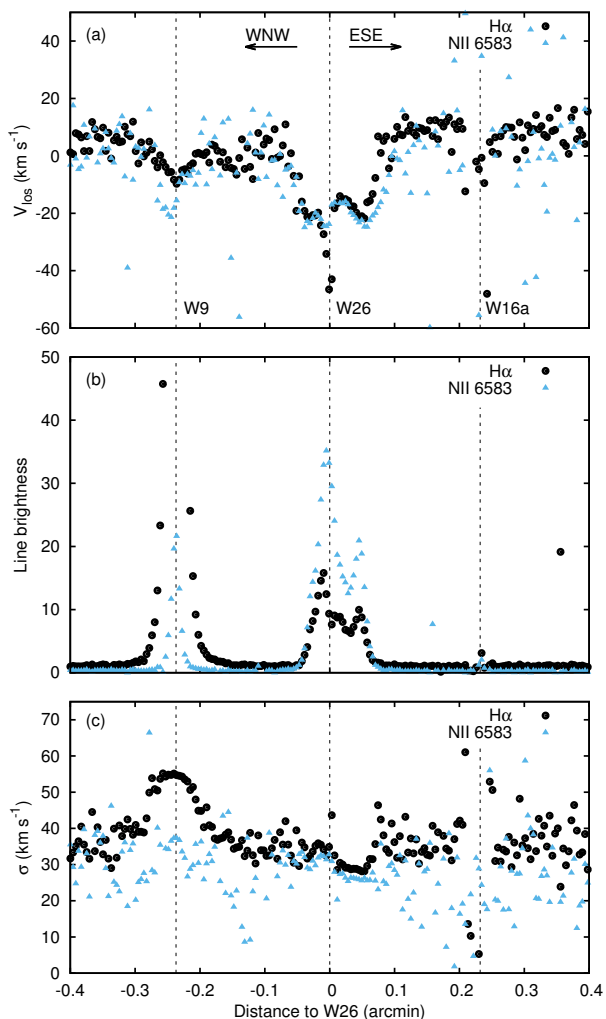 (a)
WNW
ESE
Hα
NII 6583
40
20
0
-20
-40
-60
V los (km s-1)
W9
W26
W16a
(b)
Hα
NII 6583
50
40
30
20
10
0
Line brightness
(c)
Hα
NII 6583
70
60
50
40
30
20
10
0
σ (km s-1)
-0.4 -0.3 -0.2 -0.1 0 0.1 0.2 0.3 0.4
Distance to W26 (arcmin)